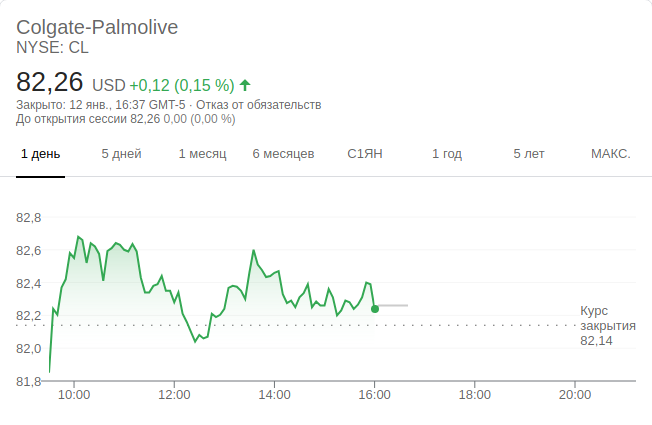 Colgate-Palmolive
NYSE: CL
82,26 USD +0,12 (0,15 %)
Закрыто: 12 янв., 16:37 GMT-5 · Отказ от обязательств
До открытия сессии 82,26 0,00 (0,00 %)
1 день 5 дней 1 месяц 6 месяцев С1ЯН 1 год 5 лет МАКС.
82,8
82,6
82,4
82,2
82,0
81,8
Курс
закрытия
82,14
10:00 12:00 14:00 16:00 18:00 20:00